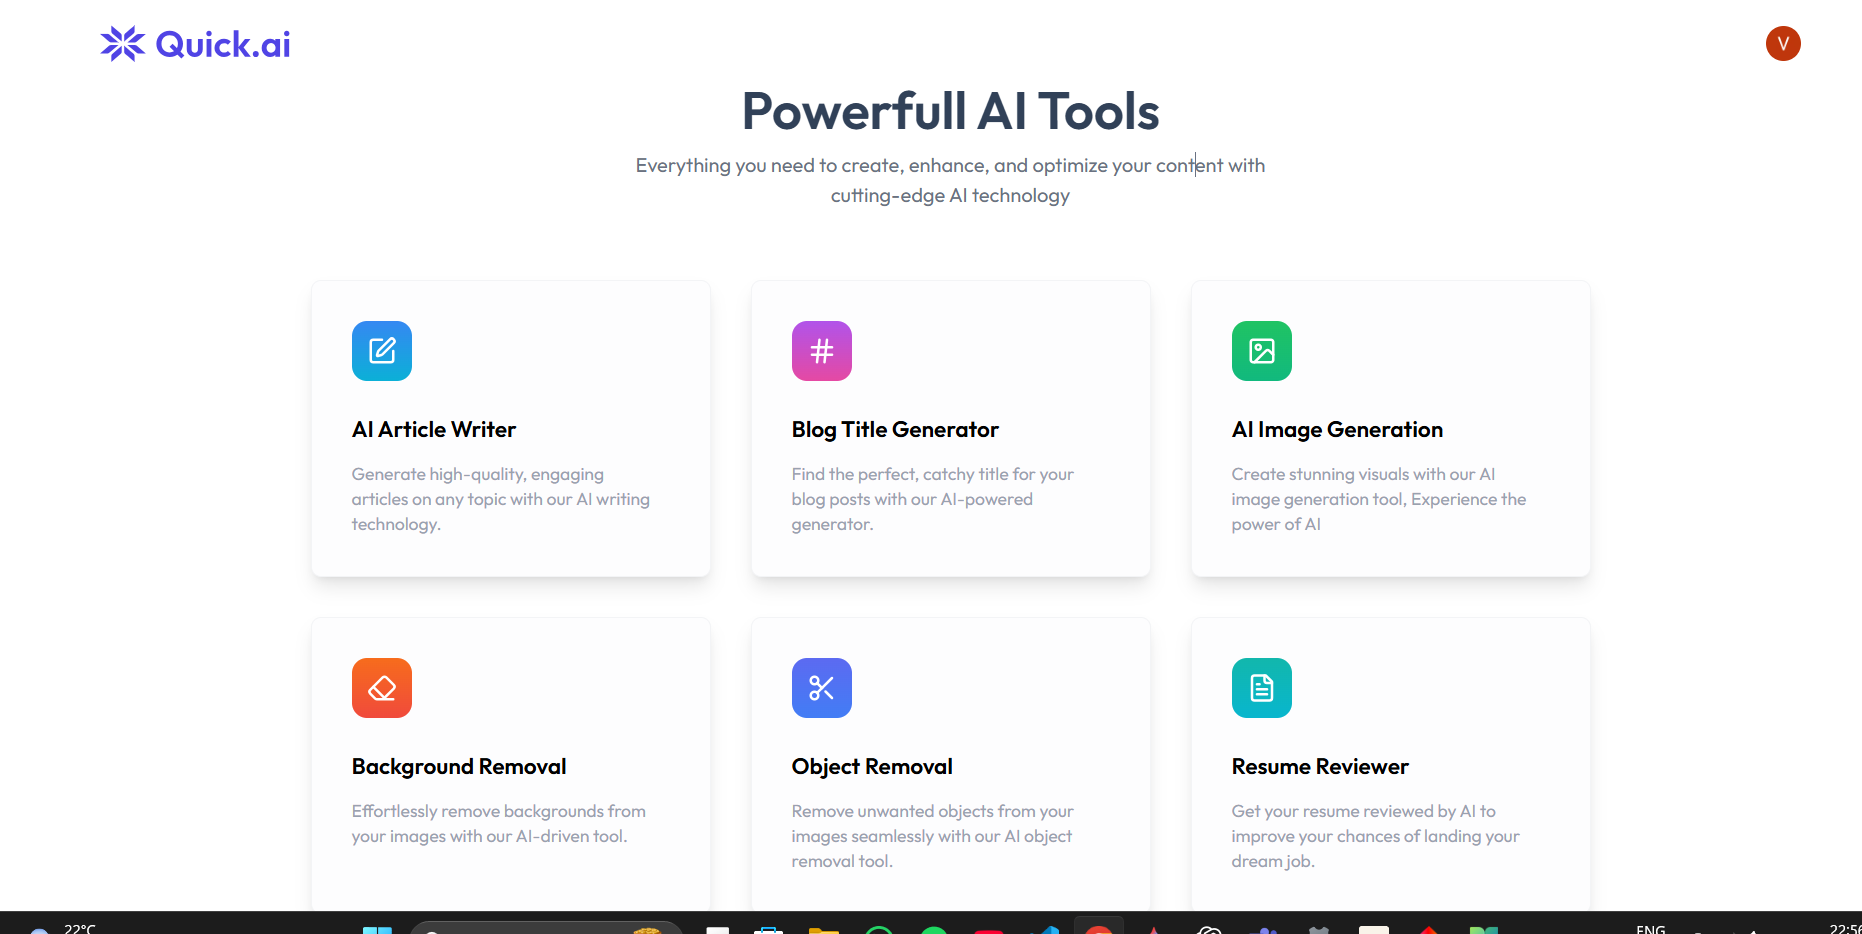 Quick.ai
V
Powerfull AI Tools
Everything you need to create, enhance, and optimize your content with
cutting-edge AI technology
AI Article Writer
Generate high-quality, engaging
articles on any topic with our AI writing
technology.
Blog Title Generator
Find the perfect, catchy title for your
blog posts with our AI-powered
generator.
AI Image Generation
Create stunning visuals with our AI
image generation tool, Experience the
power of AI
Background Removal
Effortlessly remove backgrounds from
your images with our AI-driven tool.
Object Removal
Remove unwanted objects from your
images seamlessly with our AI object
removal tool.
Resume Reviewer
Get your resume reviewed by AI to
improve your chances of landing your
dream job.
22°C
ENG
22:56